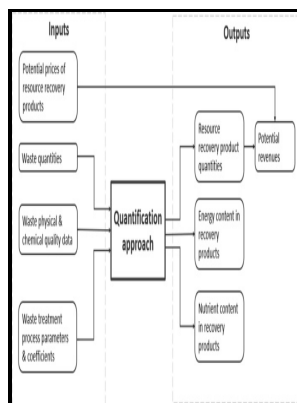 Inputs
Outputs
Potential prices of
resource recovery
products
Waste quantities
Waste physical &
chemical quality data
Waste treatment
process parameters
& coefficients
Quantification
approach
Resource
recovery product
quantities
Potential
revenues
Energy content in
recovery
products
Nutrient content
in recovery
products